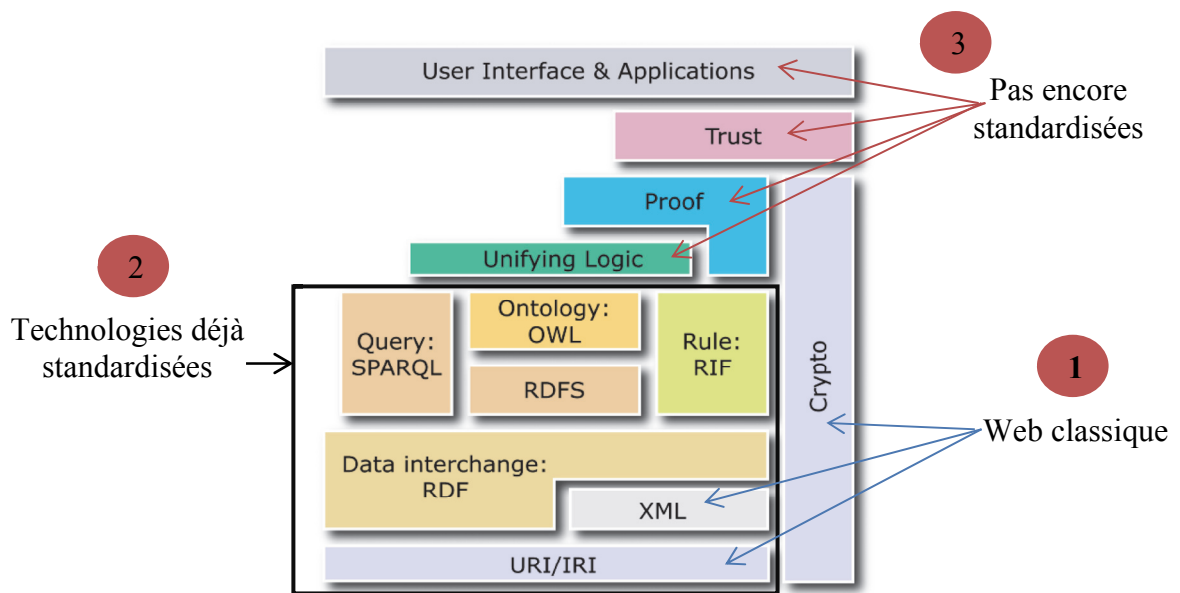 3
User Interface & Applications
Pas encore
standardisées
Trust
Proof
Unifying Logic
2
Technologies déjà
standardisées
Query:
SPARQL
Ontology:
OWL
RDFS
Rule:
RIF
Crypto
1
Web classique
Data interchange:
RDF
XML
URI/IRI